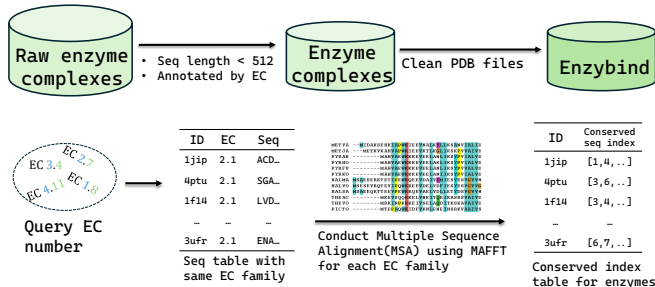 Raw enzyme
complexes
• Seq length < 512
• Annotated by EC
Enzyme
complexes
Clean PDB files
Enzybind
EC 2.7
EC 3.4
EC 4.11
EC 1.8
Query EC
number
ID EC Seq
1jip 2.1 ACD…
4ptu 2.1 SGA…
1f14 2.1 LVD…
… … …
3ufr 2.1 ENA…
Seq table with
same EC family
Conduct Multiple Sequence
Alignment(MSA) using MAFFT
for each EC family
ID Conserved
seq index
1jip [1,4,..]
4ptu [3,6,..]
1f14 [3,4,..]
… …
3ufr [6,7,..]
Conserved index
table for enzymes